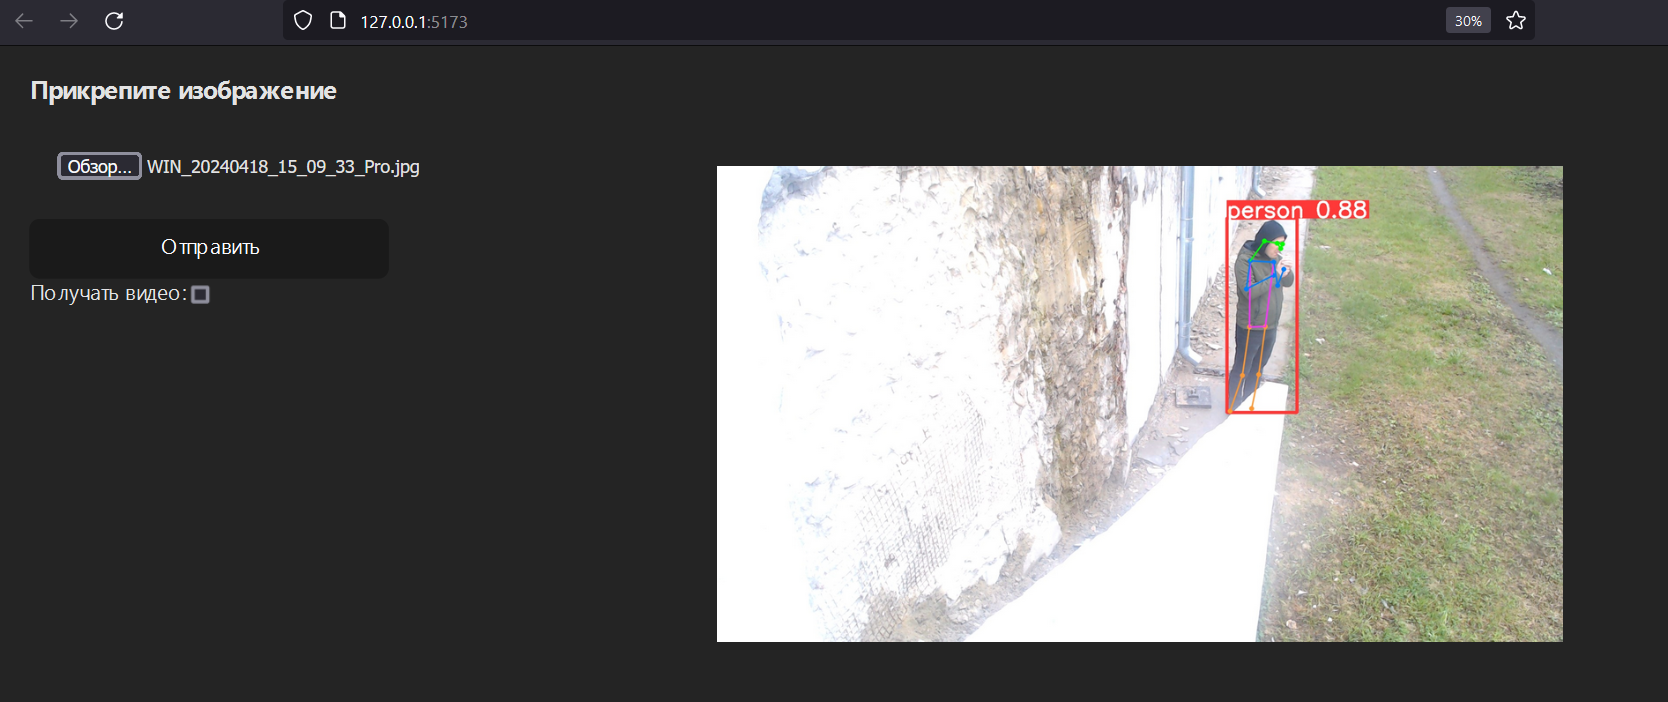 127.0.0.1:5173
30%
Прикрепите изображение
Обзор... WIN_20240418_15_09_33_Pro.jpg
Отправить
Получать видео:
person 0.88